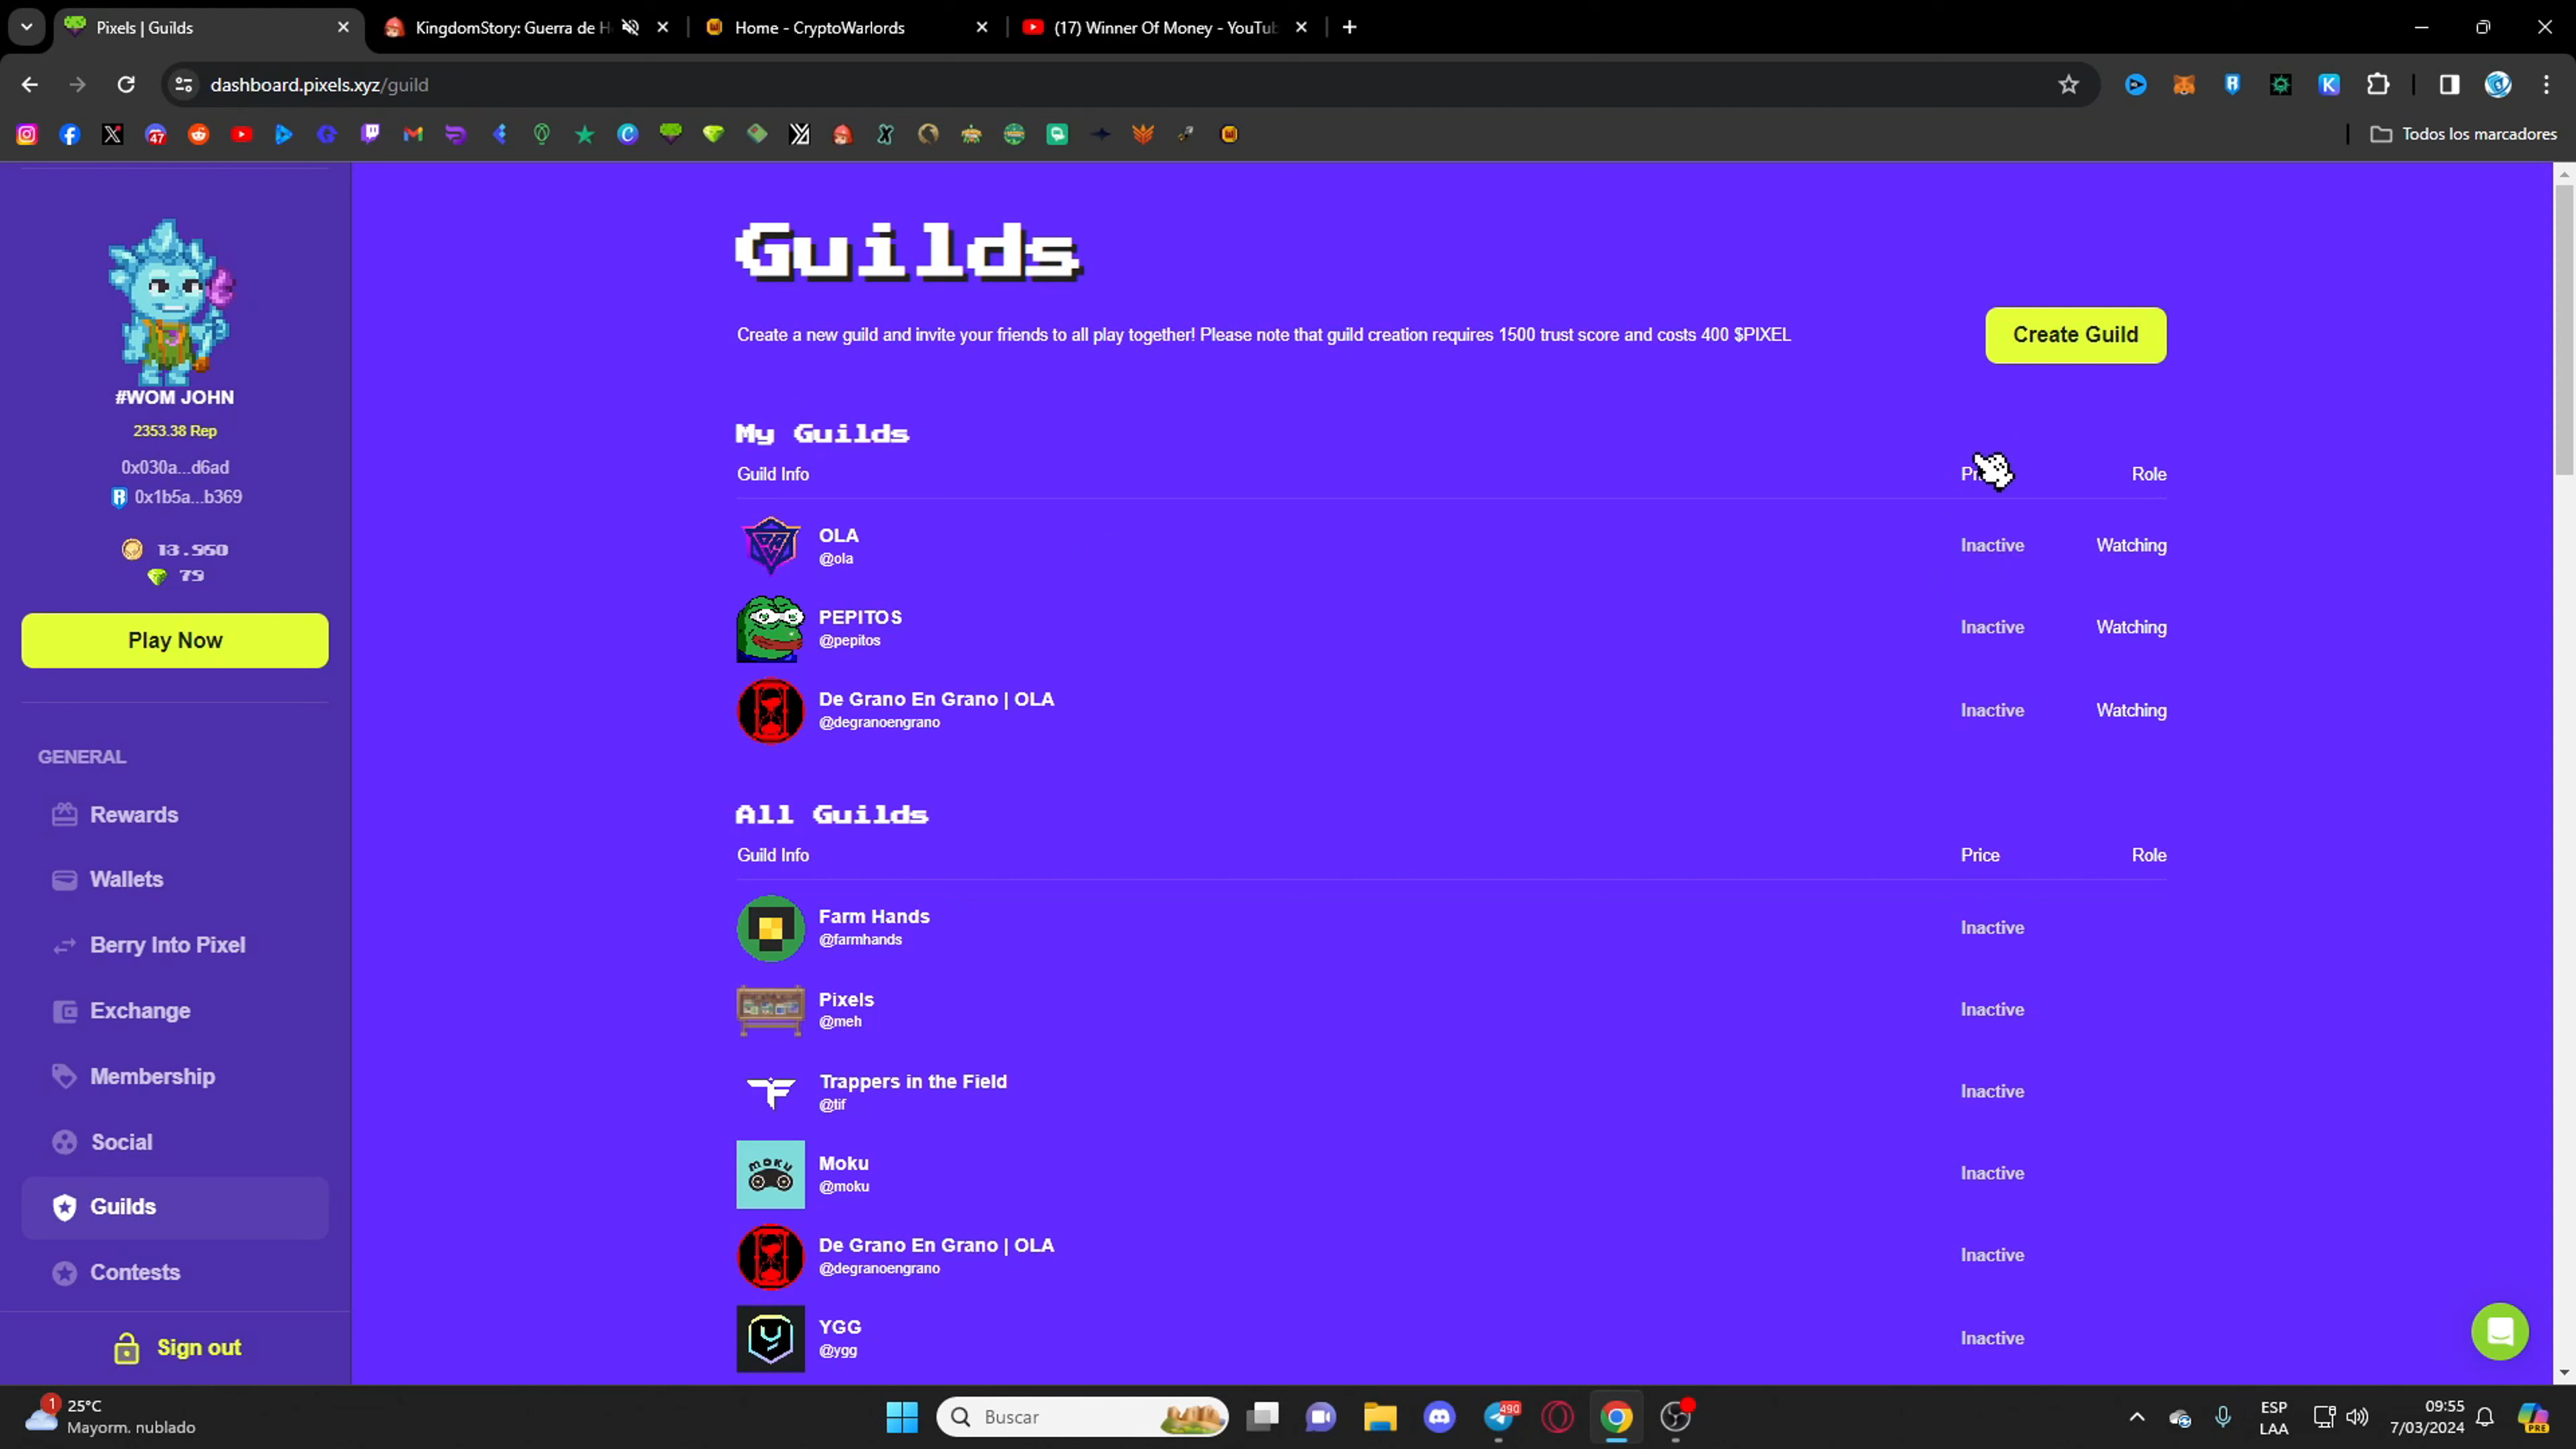 Pixels | Guilds
KingdomStory: Guerra de H
Home - CryptoWarlords
(17) Winner Of Money - YouTub
dashboard.pixels.xyz/guild
47
Todos los marcadores
#WOM JOHN
2353.38 Rep
0x030a...d6ad
0x1b5a...b369
13.950
79
Play Now
GENERAL
Rewards
Wallets
Berry Into Pixel
Exchange
Membership
Social
Guilds
Contests
Sign out
Guilds
Create a new guild and invite your friends to all play together! Please note that guild creation requires 1500 trust score and costs 400 $PIXEL
Create Guild
My Guilds
Guild Info Role
OLA
@ola
Inactive Watching
PEPITOS
@pepitos
Inactive Watching
De Grano En Grano | OLA
@degranoengrano
Inactive Watching
All Guilds
Guild Info Price Role
Farm Hands
@farmhands
Inactive
Pixels
@meh
Inactive
Trappers in the Field
@tif
Inactive
MOKU
Moku
@moku
Inactive
De Grano En Grano | OLA
@degranoengrano
Inactive
YGG
@ygg
Inactive
1
25°C
Mayorm. nublado
Buscar
490
ESP
LAA
09:55
7/03/2024
PRE